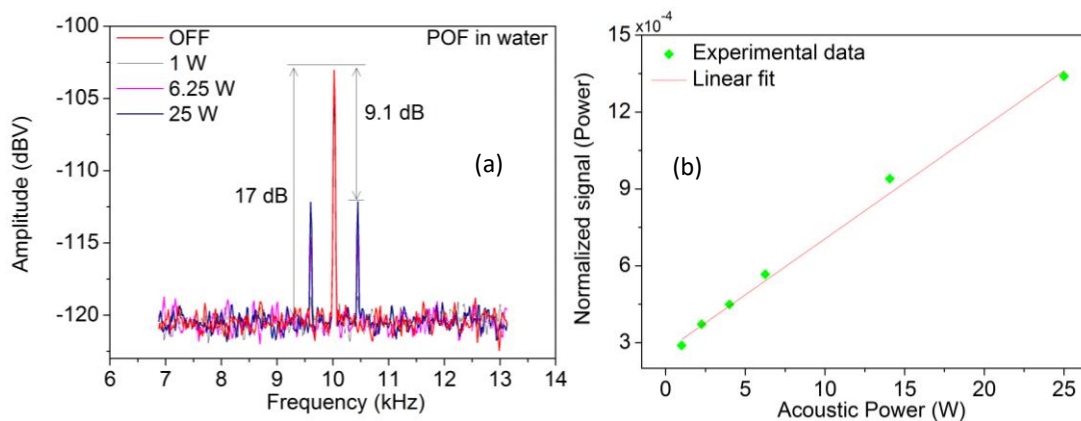 -100
-105
-110
-115
-120
OFF
1 W
6.25 W
25 W
POF in water
9.1 dB
17 dB
(a)
Amplitude (dBV)
6 7 8 9 10 11 12 13 14
Frequency (kHz)
×10⁻⁴
15
12
9
6
3
Experimental data
Linear fit
(b)
Normalized signal (Power)
0 5 10 15 20 25
Acoustic Power (W)